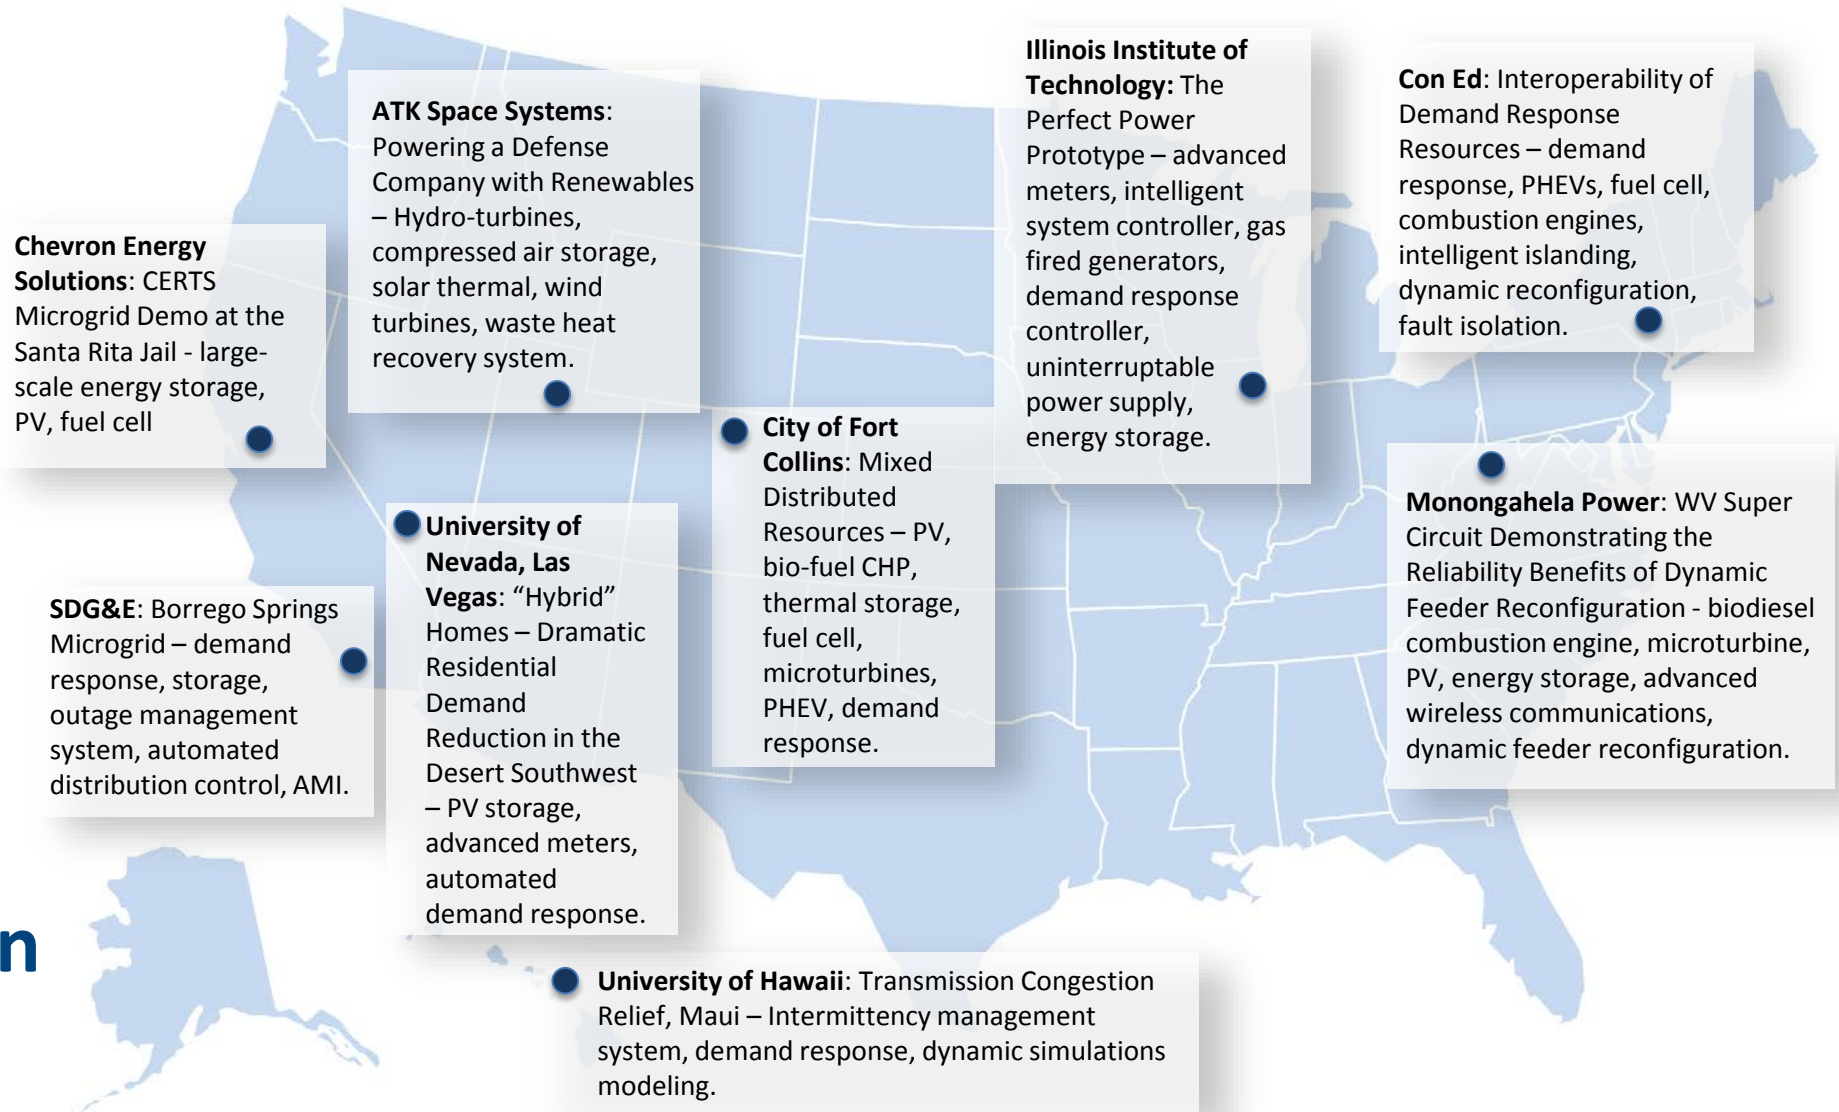 Illinois Institute of
Technology: The
Perfect Power
Prototype – advanced
meters, intelligent
system controller, gas
fired generators,
demand response
controller,
uninterruptable
power supply,
energy storage.
Con Ed: Interoperability of
Demand Response
Resources – demand
response, PHEVs, fuel cell,
combustion engines,
intelligent islanding,
dynamic reconfiguration,
fault isolation.
ATK Space Systems:
Powering a Defense
Company with Renewables
– Hydro-turbines,
compressed air storage,
solar thermal, wind
turbines, waste heat
recovery system.
Chevron Energy
Solutions: CERTS
Microgrid Demo at the
Santa Rita Jail - large-
scale energy storage,
PV, fuel cell
City of Fort
Collins: Mixed
Distributed
Resources – PV,
bio-fuel CHP,
thermal storage,
fuel cell,
microturbines,
PHEV, demand
response.
Monongahela Power: WV Super
Circuit Demonstrating the
Reliability Benefits of Dynamic
Feeder Reconfiguration - biodiesel
combustion engine, microturbine,
PV, energy storage, advanced
wireless communications,
dynamic feeder reconfiguration.
University of
Nevada, Las
Vegas: “Hybrid”
Homes – Dramatic
Residential
Demand
Reduction in the
Desert Southwest
– PV storage,
advanced meters,
automated
demand response.
SDG&E: Borrego Springs
Microgrid – demand
response, storage,
outage management
system, automated
distribution control, AMI.
n
University of Hawaii: Transmission Congestion
Relief, Maui – Intermittency management
system, demand response, dynamic simulations
modeling.